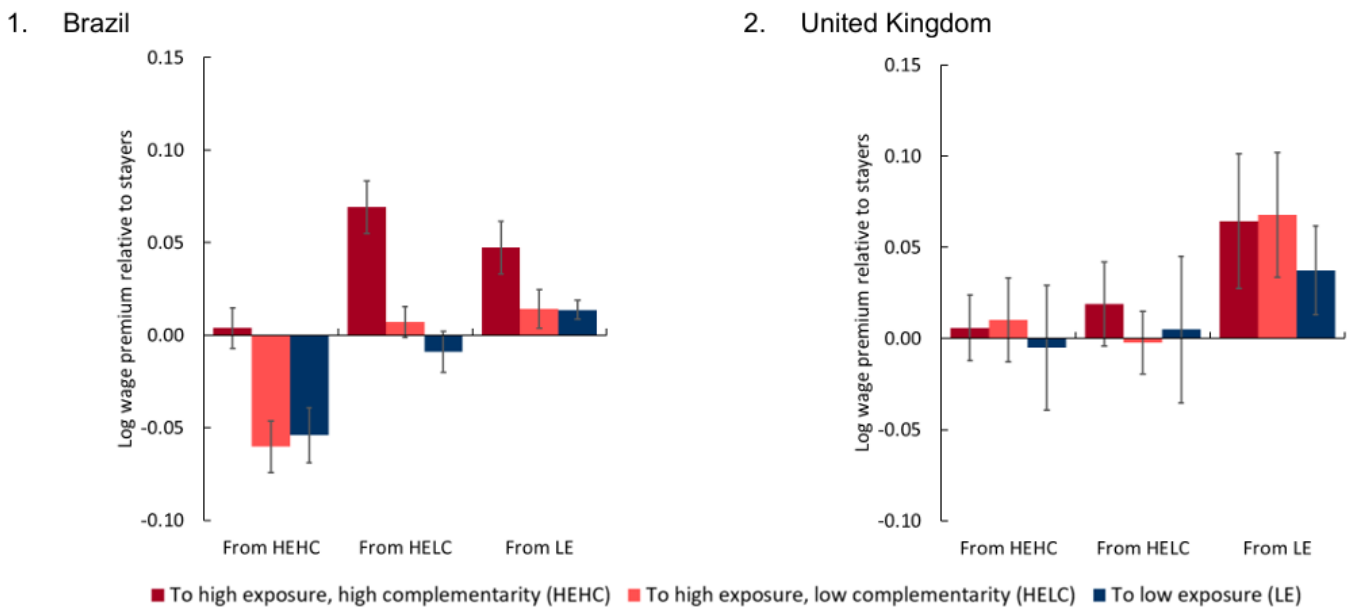 1. Brazil
Log wage premium relative to stayers
0.15
0.10
0.05
0.00
-0.05
-0.10
From HEHC From HELC From LE
2. United Kingdom
Log wage premium relative to stayers
0.15
0.10
0.05
0.00
-0.05
-0.10
From HEHC From HELC From LE
To high exposure, high complementarity (HEHC) To high exposure, low complementarity (HELC) To low exposure (LE)